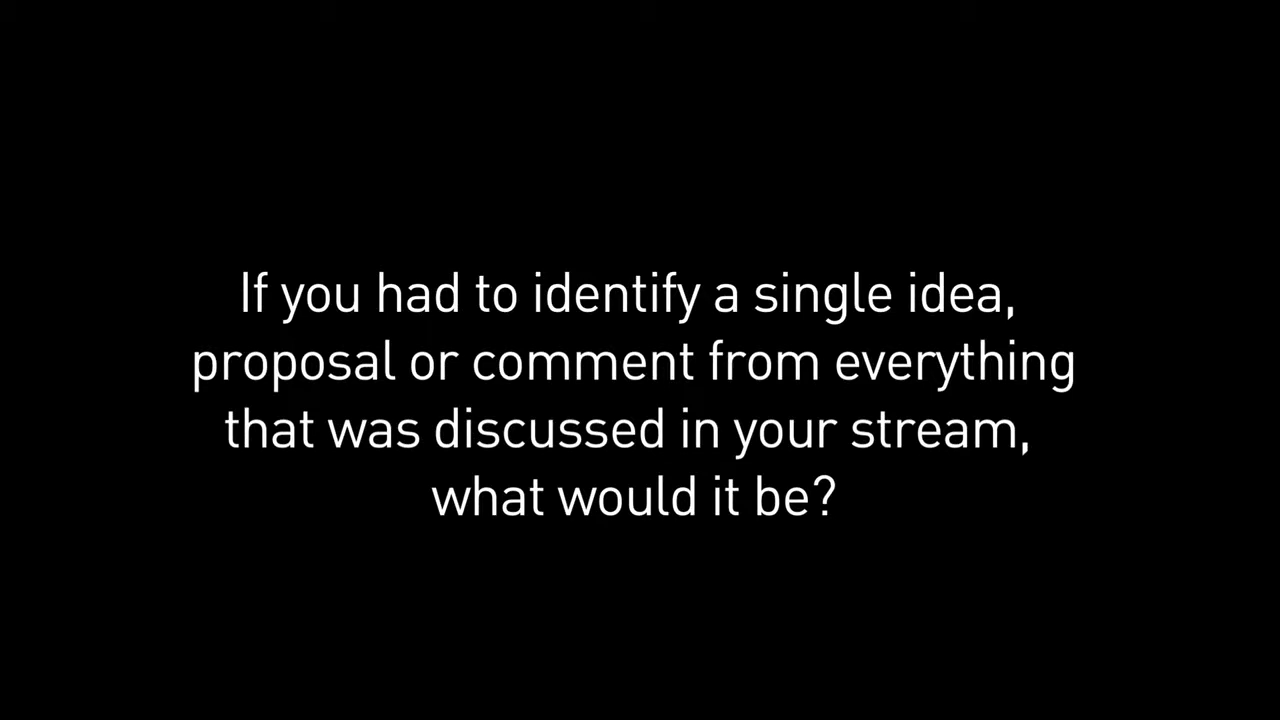 If you had to identify a single idea,
proposal or comment from everything
that was discussed in your stream,
what would it be?